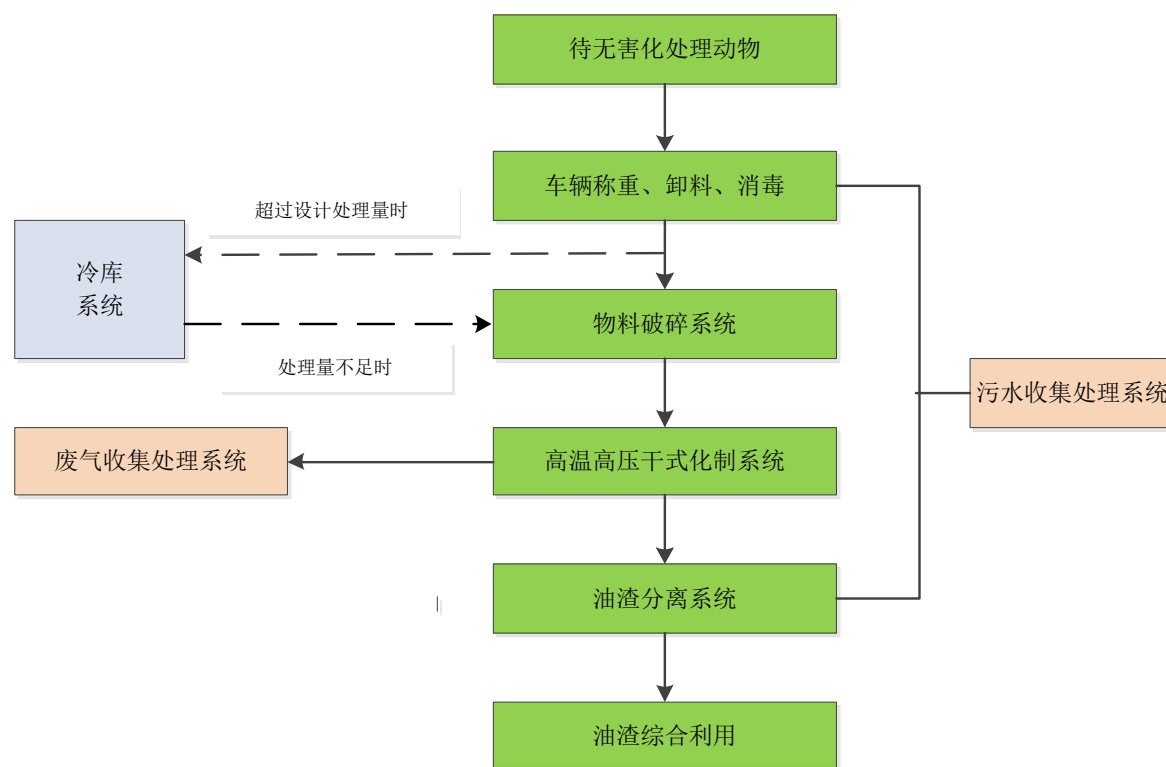 待无害化处理动物
车辆称重、卸料、消毒
超过设计处理量时
冷库
系统
物料破碎系统
处理量不足时
污水收集处理系统
废气收集处理系统
高温高压干式化制系统
油渣分离系统
油渣综合利用